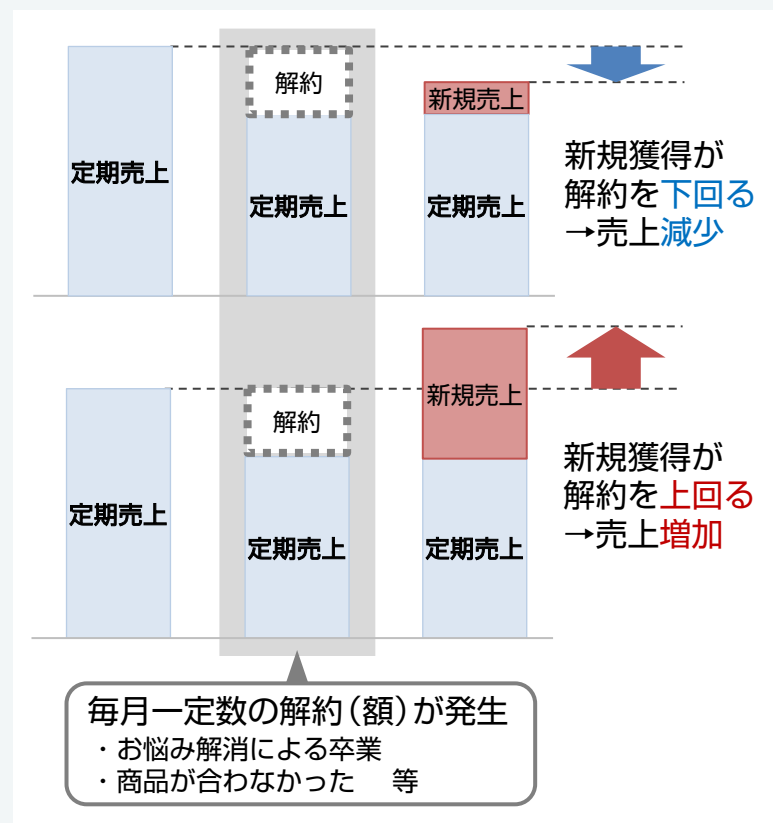 定期売上
解約
定期売上
新規売上
定期売上
新規獲得が
解約を下回る
→売上減少
定期売上
解約
定期売上
新規売上
定期売上
新規獲得が
解約を上回る
→売上増加
毎月一定数の解約（額）が発生
・お悩み解消による卒業
・商品が合わなかった　等